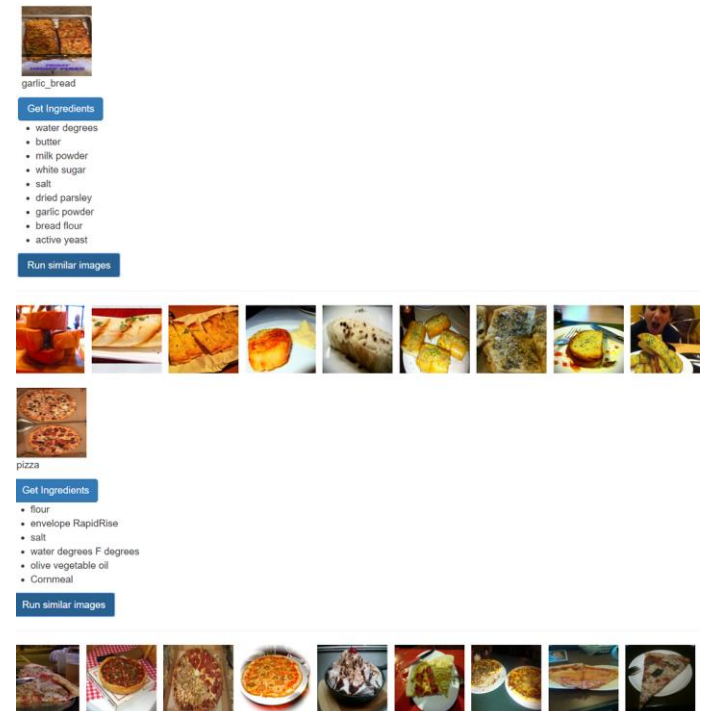 garlic_bread
Get Ingredients
water degrees
butter
milk powder
white sugar
salt
dried parsley
garlic powder
bread flour
active yeast
Run similar images
pizza
Get Ingredients
flour
envelope RapidRise
salt
water degrees F degrees
olive vegetable oil
Cornmeal
Run similar images